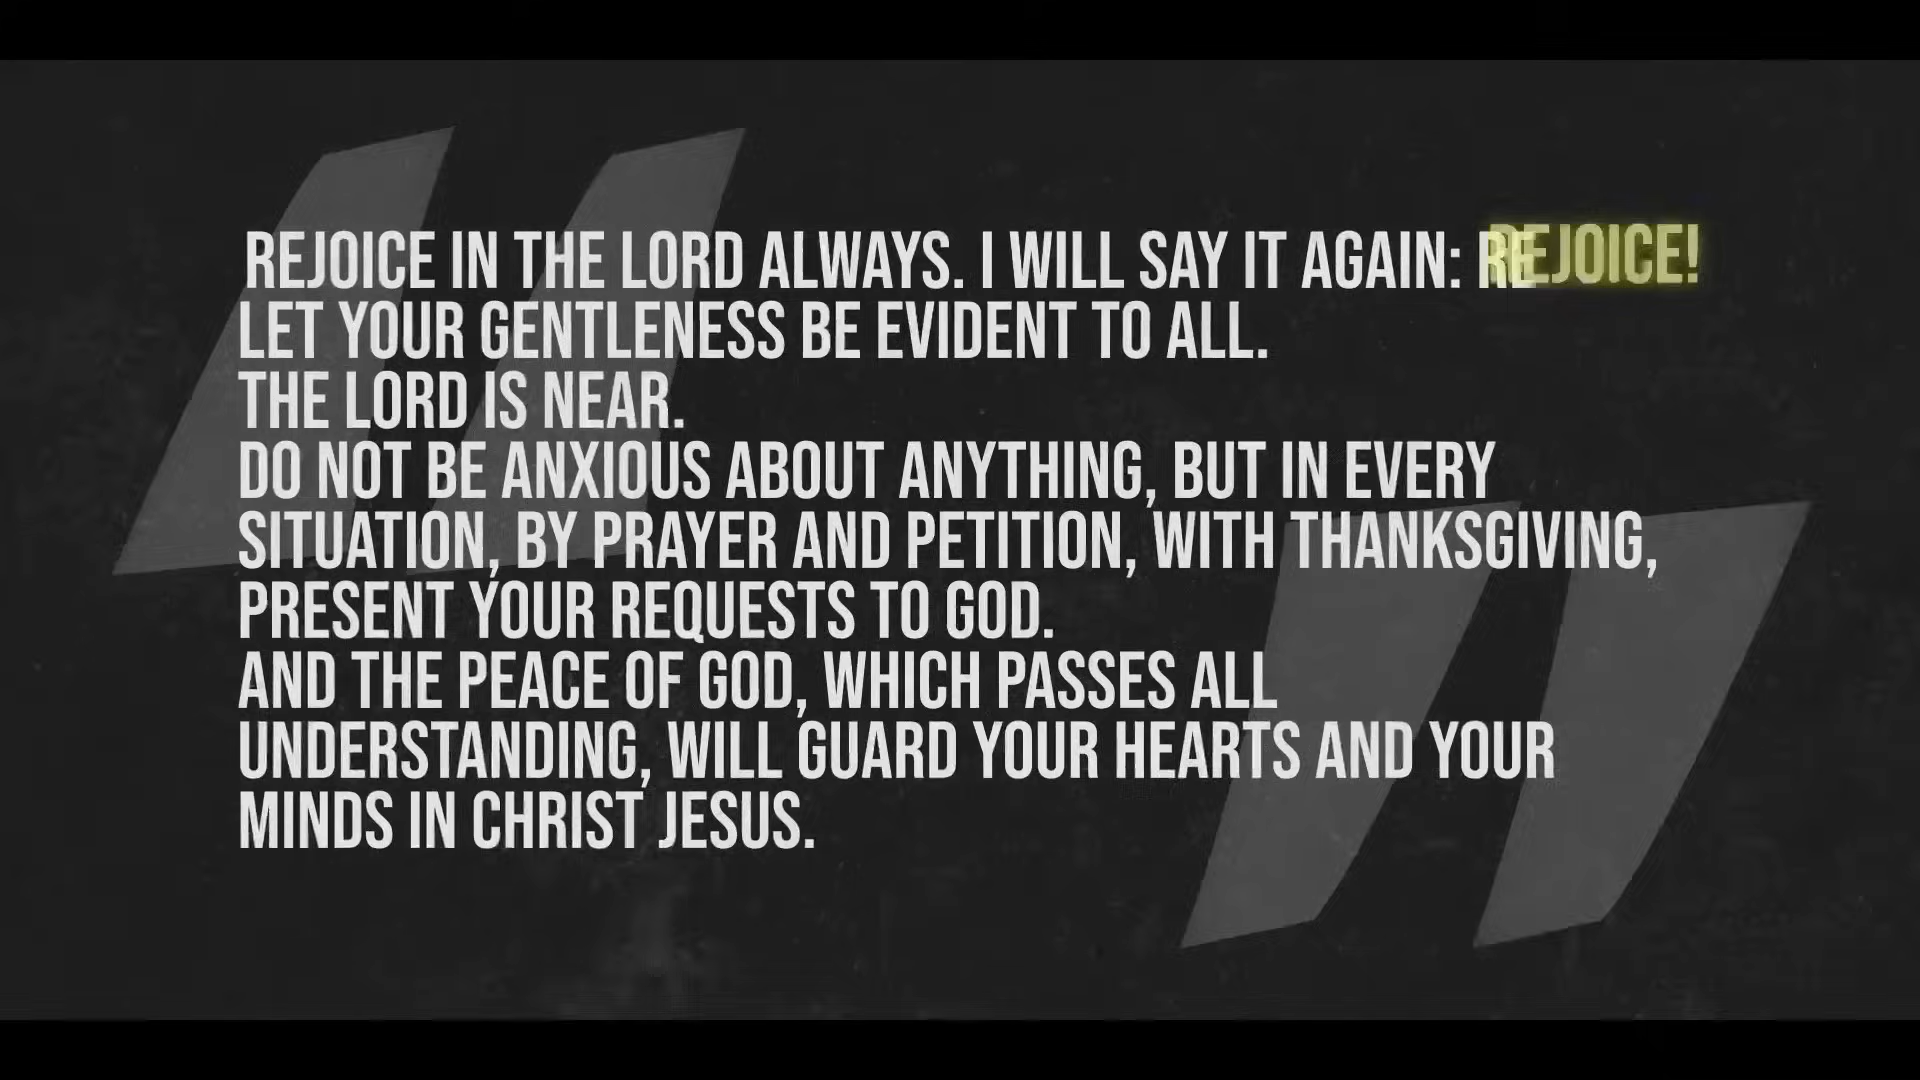 REJOICE IN THE LORD ALWAYS. I WILL SAY IT AGAIN: REJOICE!
LET YOUR GENTLENESS BE EVIDENT TO ALL.
THE LORD IS NEAR.
DO NOT BE ANXIOUS ABOUT ANYTHING, BUT IN EVERY
SITUATION, BY PRAYER AND PETITION, WITH THANKSGIVING,
PRESENT YOUR REQUESTS TO GOD.
AND THE PEACE OF GOD, WHICH PASSES ALL
UNDERSTANDING, WILL GUARD YOUR HEARTS AND YOUR
MINDS IN CHRIST JESUS.